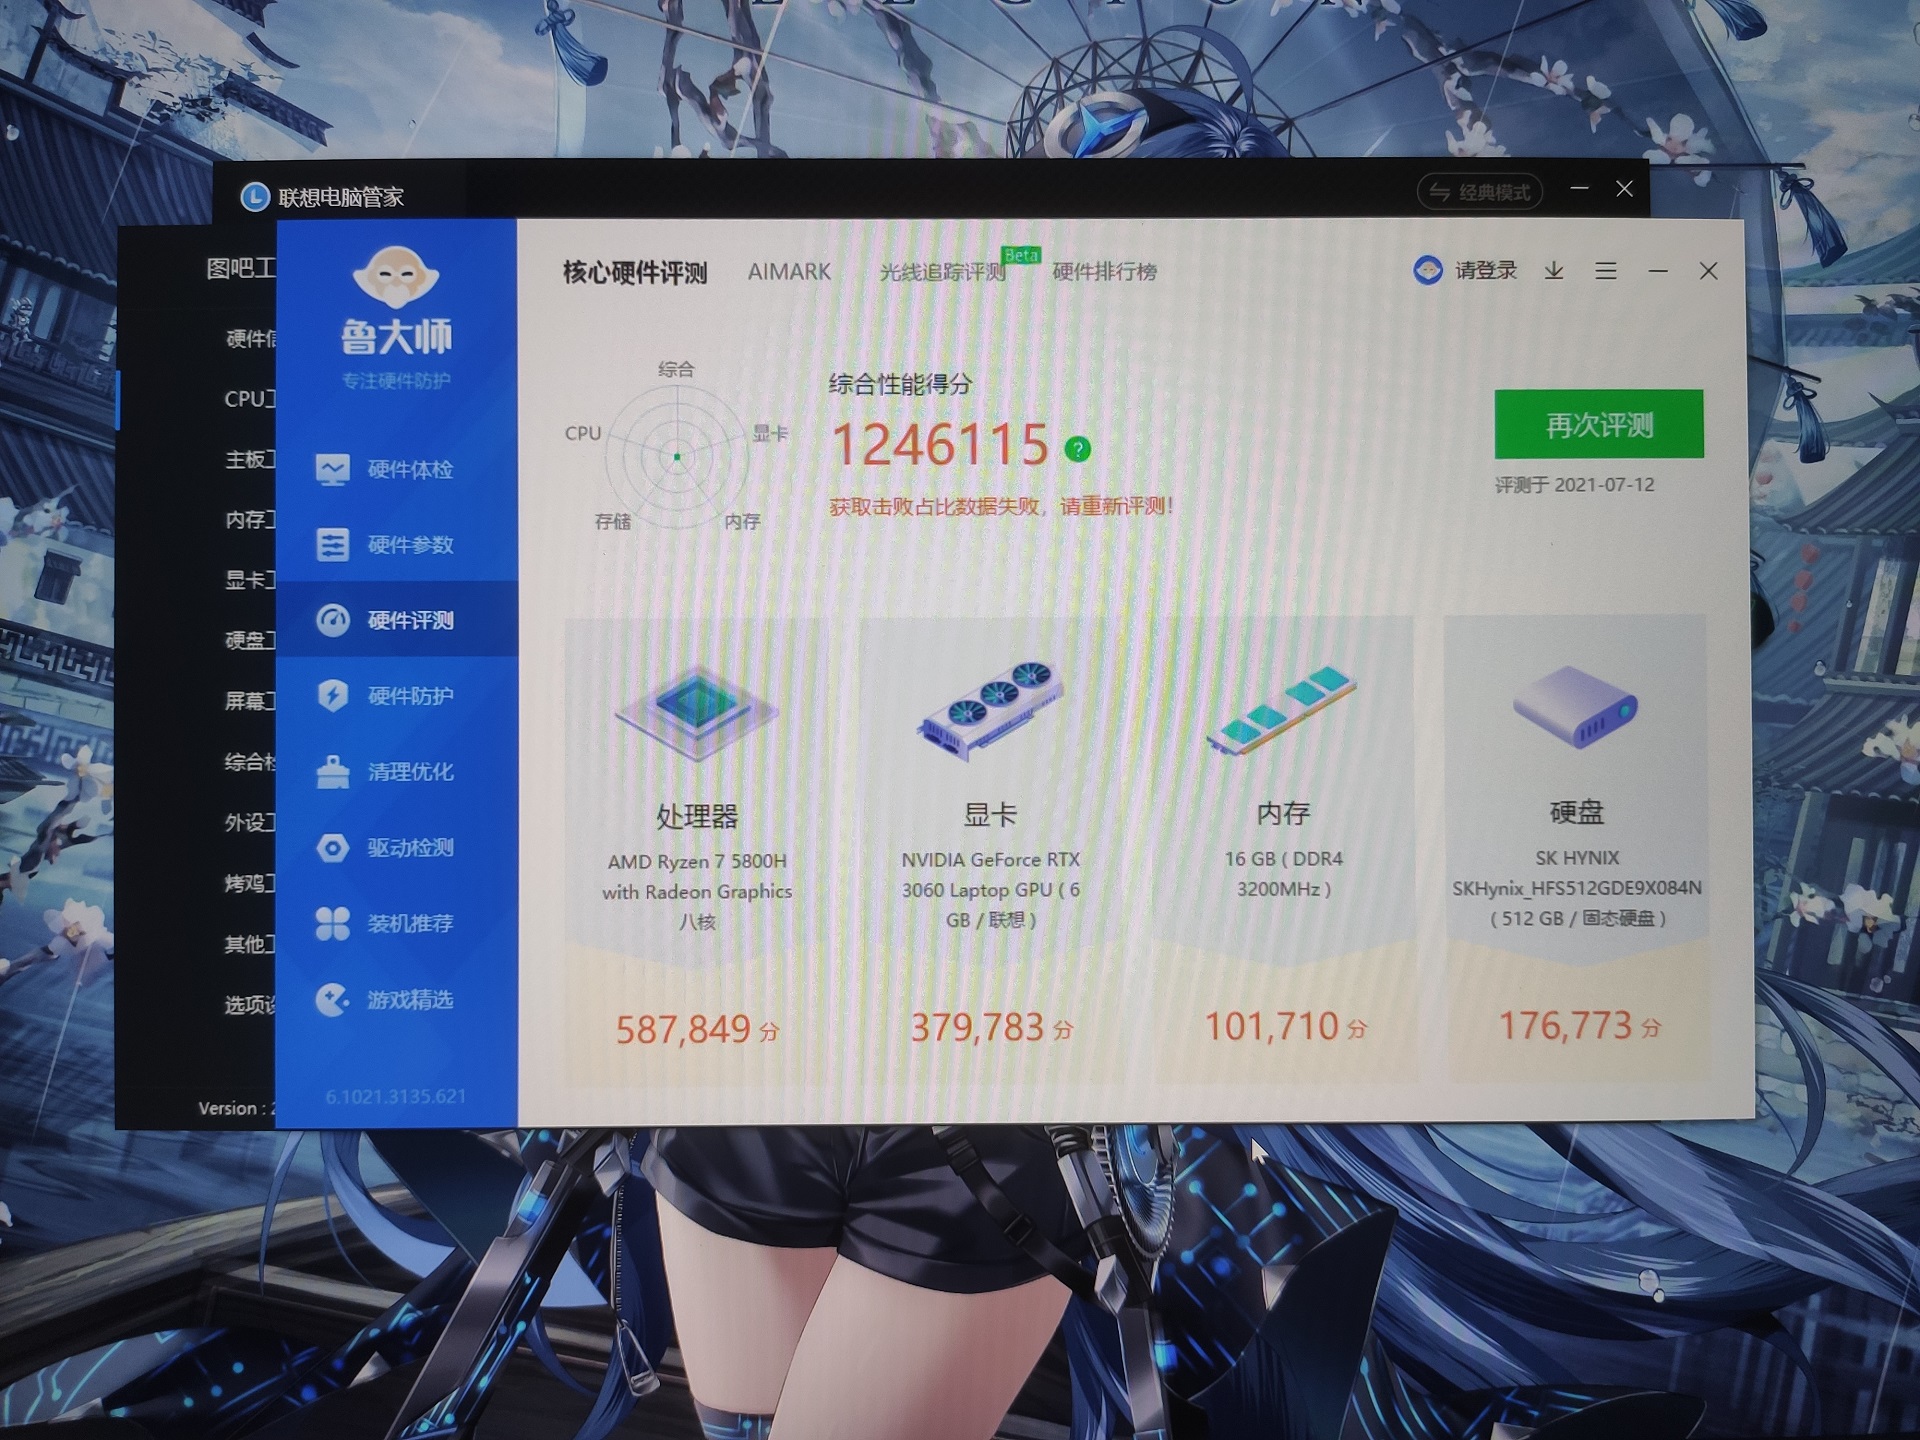 LEGION
联想电脑管家
经典模式
图吧工
硬件信
CPU工
主板工
内存工
显卡工
硬盘工
屏幕工
综合检
外设工
烤鸡工
其他工
选项设
Version : 2
鲁大师
专注硬件防护
硬件体检
硬件参数
硬件评测
硬件防护
清理优化
驱动检测
装机推荐
游戏精选
6.1021.3135.621
核心硬件评测 AIMARK 光线追踪评测 Beta 硬件排行榜
请登录
综合
CPU
显卡
存储
内存
综合性能得分
1246115
?
获取击败占比数据失败，请重新评测！
再次评测
评测于 2021-07-12
处理器
AMD Ryzen 7 5800H
with Radeon Graphics
八核
587,849 分
显卡
NVIDIA GeForce RTX
3060 Laptop GPU ( 6
GB / 联想 )
379,783 分
内存
16 GB ( DDR4
3200MHz )
101,710 分
硬盘
SK HYNIX
SKHynix_HFS512GDE9X084N
( 512 GB / 固态硬盘 )
176,773 分